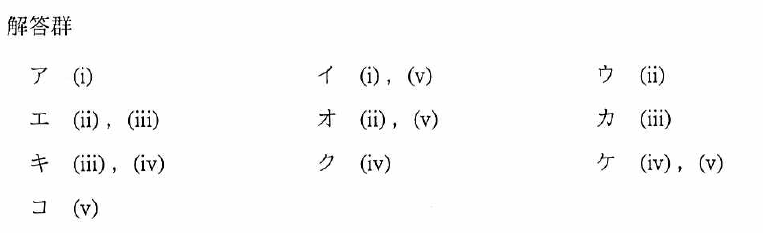 解答群
ア (i) イ (i), (v) ウ (ii)
エ (ii), (iii) オ (ii), (v) カ (iii)
キ (iii), (iv) ク (iv) ケ (iv), (v)
コ (v)